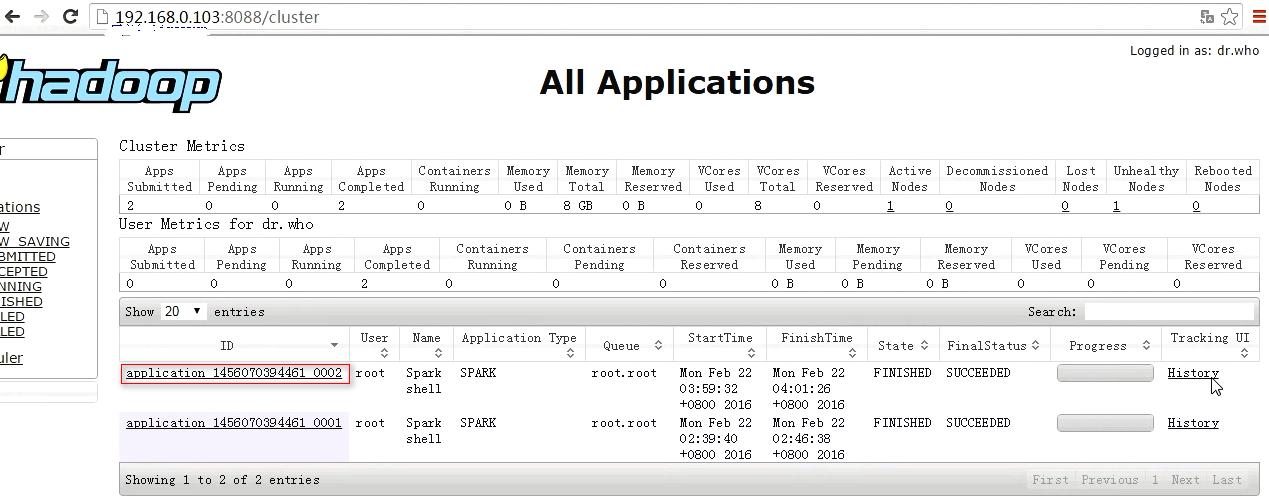 192.168.0.103:8088/cluster
Logged in as: dr.who
hadoop
All Applications
r
ations
W
W_SAVING
BMITTED
CEPTED
NNING
ISHED
LED
LED
uler
Cluster Metrics
Apps Submitted Apps Pending Apps Running Apps Completed Containers Running Memory Used Memory Total Memory Reserved VCores Used VCores Total VCores Reserved Active Nodes Decommissioned Nodes Lost Nodes Unhealthy Nodes Rebooted Nodes
2 0 0 2 0 0 B 8 GB 0 B 0 8 0 1 0 0 1 0
User Metrics for dr.who
Apps Submitted Apps Pending Apps Running Apps Completed Containers Running Containers Pending Containers Reserved Memory Used Memory Pending Memory Reserved VCores Used VCores Pending VCores Reserved
0 0 0 2 0 0 0 0 B 0 B 0 B 0 0 0
Show 20 entries Search:
ID User Name Application Type Queue StartTime FinishTime State FinalStatus Progress Tracking UI
application_1456070394461_0002 root Spark SPARK root.root Mon Feb 22 Mon Feb 22 FINISHED SUCCEEDED History
shell 03:59:32 04:01:26
+0800 2016 +0800 2016
application_1456070394461_0001 root Spark SPARK root.root Mon Feb 22 Mon Feb 22 FINISHED SUCCEEDED History
shell 02:39:40 02:46:38
+0800 2016 +0800 2016
Showing 1 to 2 of 2 entries First Previous 1 Next Last